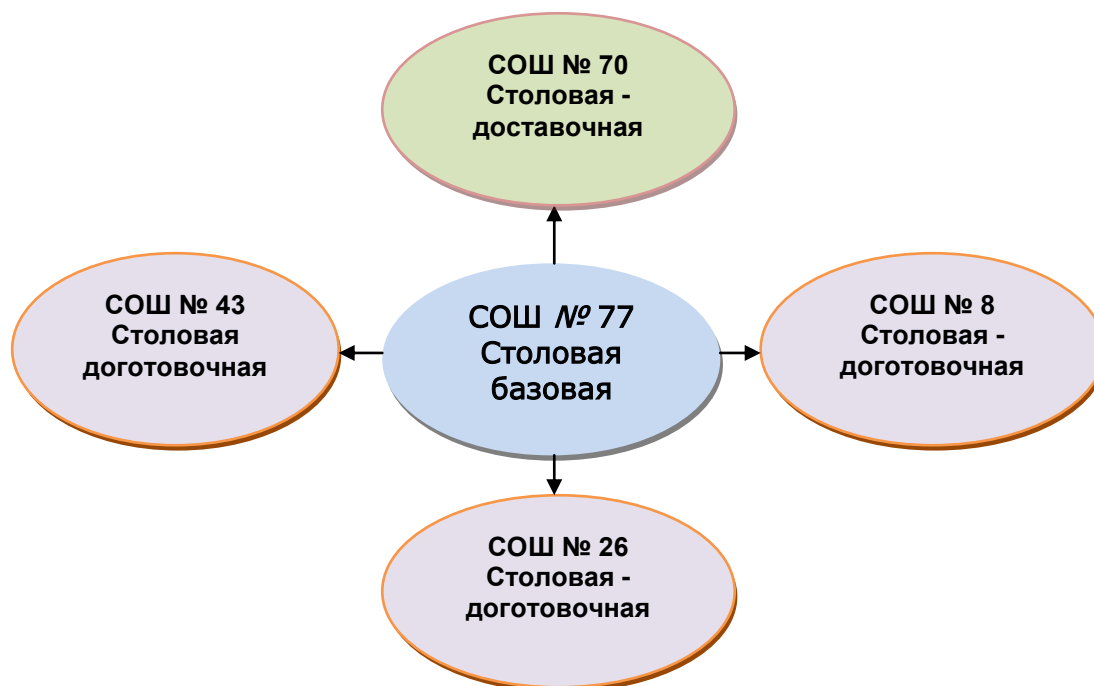 СОШ № 70
Столовая -
доставочная
СОШ № 43
Столовая
доготовочная
СОШ № 77
Столовая
базовая
СОШ № 8
Столовая -
доготовочная
СОШ № 26
Столовая -
доготовочная